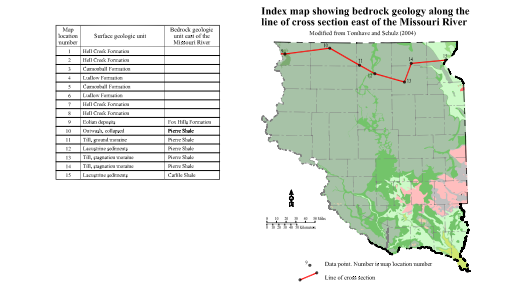 Map location number | Surface geologic unit | Bedrock geologic unit east of the Missouri River
1 | Hell Creek Formation
2 | Hell Creek Formation
3 | Cannonball Formation
4 | Ludlow Formation
5 | Cannonball Formation
6 | Ludlow Formation
7 | Hell Creek Formation
8 | Hell Creek Formation
9 | Eolian deposits | Fox Hills Formation
10 | Outwash, collapsed | Pierre Shale
11 | Till, ground moraine | Pierre Shale
12 | Lacustrine sediments | Pierre Shale
13 | Till, stagnation moraine | Pierre Shale
14 | Till, stagnation moraine | Pierre Shale
15 | Lacustrine sediments | Carlile Shale
Index map showing bedrock geology along the
line of cross section east of the Missouri River
Modified from Tomhave and Schulz (2004)
10
11
12
13
14
15
Data point. Number is map location number
Line of cross section